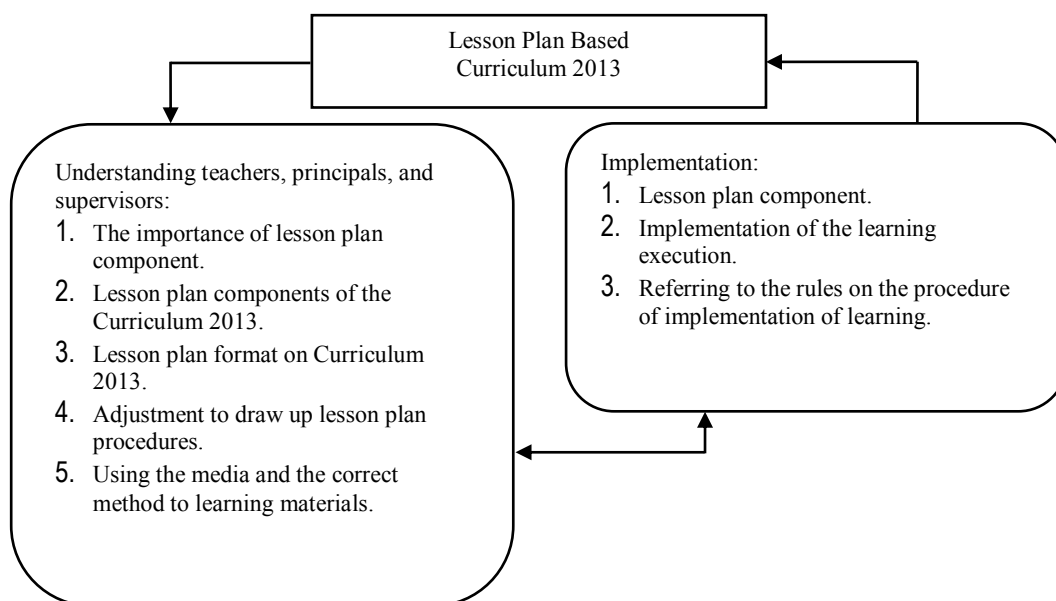 Lesson Plan Based
Curriculum 2013
Understanding teachers, principals, and
supervisors:
1. The importance of lesson plan
component.
2. Lesson plan components of the
Curriculum 2013.
3. Lesson plan format on Curriculum
2013.
4. Adjustment to draw up lesson plan
procedures.
5. Using the media and the correct
method to learning materials.
Implementation:
1. Lesson plan component.
2. Implementation of the learning
execution.
3. Referring to the rules on the procedure
of implementation of learning.